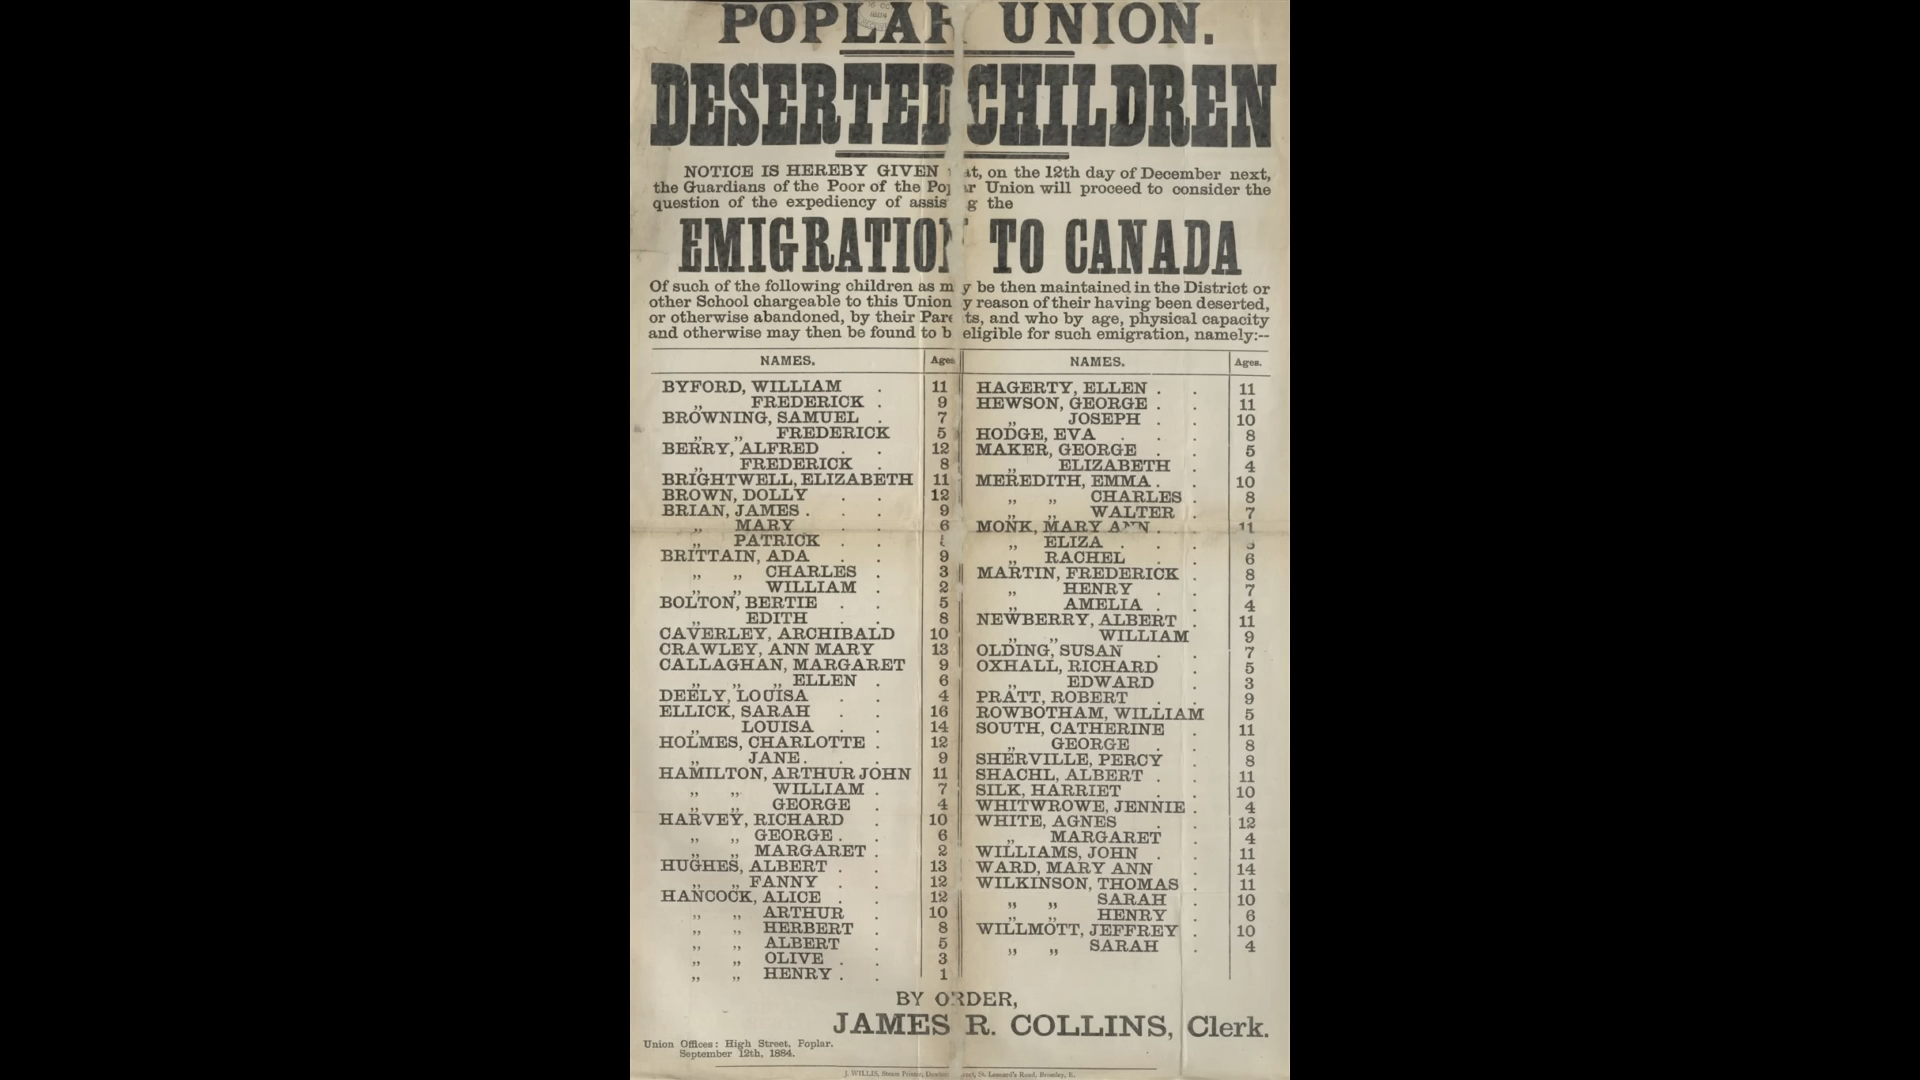 POPLAR UNION.
DESERTED CHILDREN
NOTICE IS HEREBY GIVEN at, on the 12th day of December next,
the Guardians of the Poor of the Pop r Union will proceed to consider the
question of the expediency of assis g the
EMIGRATION TO CANADA
Of such of the following children as m y be then maintained in the District or
other School chargeable to this Union y reason of their having been deserted,
or otherwise abandoned, by their Pare ts, and who by age, physical capacity
and otherwise may then be found to b eligible for such emigration, namely:--
NAMES. Ages
BYFORD, WILLIAM . 11
„ FREDERICK . 9
BROWNING, SAMUEL . 7
„ „ FREDERICK 5
BERRY, ALFRED . . 12
„ FREDERICK . 8
BRIGHTWELL, ELIZABETH 11
BROWN, DOLLY . . 12
BRIAN, JAMES . . . 9
„ MARY . . 6
„ PATRICK . .
BRITTAIN, ADA . . 9
„ „ CHARLES . 3
„ „ WILLIAM . 2
BOLTON, BERTIE . . 5
„ EDITH . . 8
CAVERLEY, ARCHIBALD 10
CRAWLEY, ANN MARY 13
CALLAGHAN, MARGARET 9
„ „ „ ELLEN . 6
DEELY, LOUISA . . 4
ELLICK, SARAH . . 16
„ LOUISA . . 14
HOLMES, CHARLOTTE . 12
„ JANE . . . 9
HAMILTON, ARTHUR JOHN 11
„ „ WILLIAM . 7
„ „ GEORGE . 4
HARVEY, RICHARD . 10
„ „ GEORGE . . 6
„ „ MARGARET . 2
HUGHES, ALBERT . . 13
„ „ FANNY . . 12
HANCOCK, ALICE . . 12
„ „ ARTHUR . 10
„ „ HERBERT . 8
„ „ ALBERT . 5
„ „ OLIVE . . 3
„ „ HENRY . . 1
NAMES. Ages.
HAGERTY, ELLEN . . 11
HEWSON, GEORGE . . 11
„ JOSEPH . . 10
HODGE, EVA . . . 8
MAKER, GEORGE . . 5
„ ELIZABETH . 4
MEREDITH, EMMA . . 10
„ „ CHARLES . 8
„ „ WALTER . 7
MONK, MARY ANN . . 11
„ ELIZA . . .
„ RACHEL . . 6
MARTIN, FREDERICK . 8
„ HENRY . . 7
„ AMELIA . . 4
NEWBERRY, ALBERT . 11
„ „ WILLIAM 9
OLDING, SUSAN . . 7
OXHALL, RICHARD . 5
„ EDWARD . 3
PRATT, ROBERT . . 9
ROWBOTHAM, WILLIAM 5
SOUTH, CATHERINE . 11
„ GEORGE . . 8
SHERVILLE, PERCY . 8
SHACHL, ALBERT . . 11
SILK, HARRIET . . 10
WHITWROWE, JENNIE . 4
WHITE, AGNES . . 12
„ MARGARET . 4
WILLIAMS, JOHN . . 11
WARD, MARY ANN . 14
WILKINSON, THOMAS . 11
„ „ SARAH . 10
„ „ HENRY . 6
WILLMOTT, JEFFREY . 10
„ „ SARAH . 4
BY ORDER,
JAMES R. COLLINS, Clerk.
Union Offices: High Street, Poplar.
September 12th, 1884.
J. WILLIS, Steam Printer, St. Leonard's Road, Bromley, E.